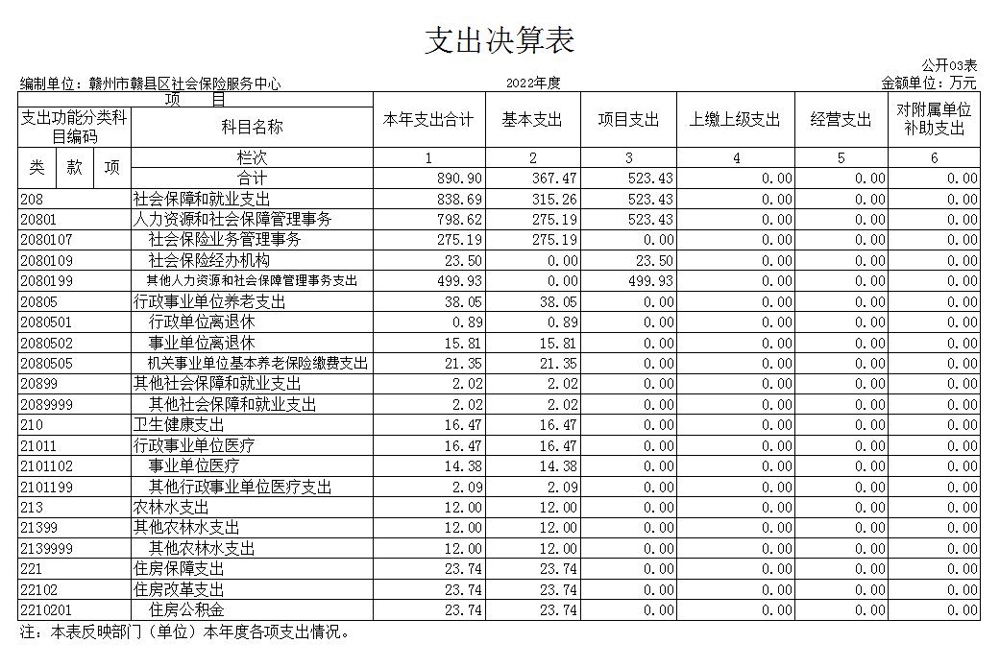 支出决算表
公开03表
编制单位：赣州市赣县区社会保险服务中心 2022年度 金额单位：万元
项 目 本年支出合计 基本支出 项目支出 上缴上级支出 经营支出 对附属单位补助支出
支出功能分类科目编码 科目名称
类 款 项 栏次 1 2 3 4 5 6
合计 890.90 367.47 523.43 0.00 0.00 0.00
208 社会保障和就业支出 838.69 315.26 523.43 0.00 0.00 0.00
20801 人力资源和社会保障管理事务 798.62 275.19 523.43 0.00 0.00 0.00
2080107 社会保险业务管理事务 275.19 275.19 0.00 0.00 0.00 0.00
2080109 社会保险经办机构 23.50 0.00 23.50 0.00 0.00 0.00
2080199 其他人力资源和社会保障管理事务支出 499.93 0.00 499.93 0.00 0.00 0.00
20805 行政事业单位养老支出 38.05 38.05 0.00 0.00 0.00 0.00
2080501 行政单位离退休 0.89 0.89 0.00 0.00 0.00 0.00
2080502 事业单位离退休 15.81 15.81 0.00 0.00 0.00 0.00
2080505 机关事业单位基本养老保险缴费支出 21.35 21.35 0.00 0.00 0.00 0.00
20899 其他社会保障和就业支出 2.02 2.02 0.00 0.00 0.00 0.00
2089999 其他社会保障和就业支出 2.02 2.02 0.00 0.00 0.00 0.00
210 卫生健康支出 16.47 16.47 0.00 0.00 0.00 0.00
21011 行政事业单位医疗 16.47 16.47 0.00 0.00 0.00 0.00
2101102 事业单位医疗 14.38 14.38 0.00 0.00 0.00 0.00
2101199 其他行政事业单位医疗支出 2.09 2.09 0.00 0.00 0.00 0.00
213 农林水支出 12.00 12.00 0.00 0.00 0.00 0.00
21399 其他农林水支出 12.00 12.00 0.00 0.00 0.00 0.00
2139999 其他农林水支出 12.00 12.00 0.00 0.00 0.00 0.00
221 住房保障支出 23.74 23.74 0.00 0.00 0.00 0.00
22102 住房改革支出 23.74 23.74 0.00 0.00 0.00 0.00
2210201 住房公积金 23.74 23.74 0.00 0.00 0.00 0.00
注：本表反映部门（单位）本年度各项支出情况。